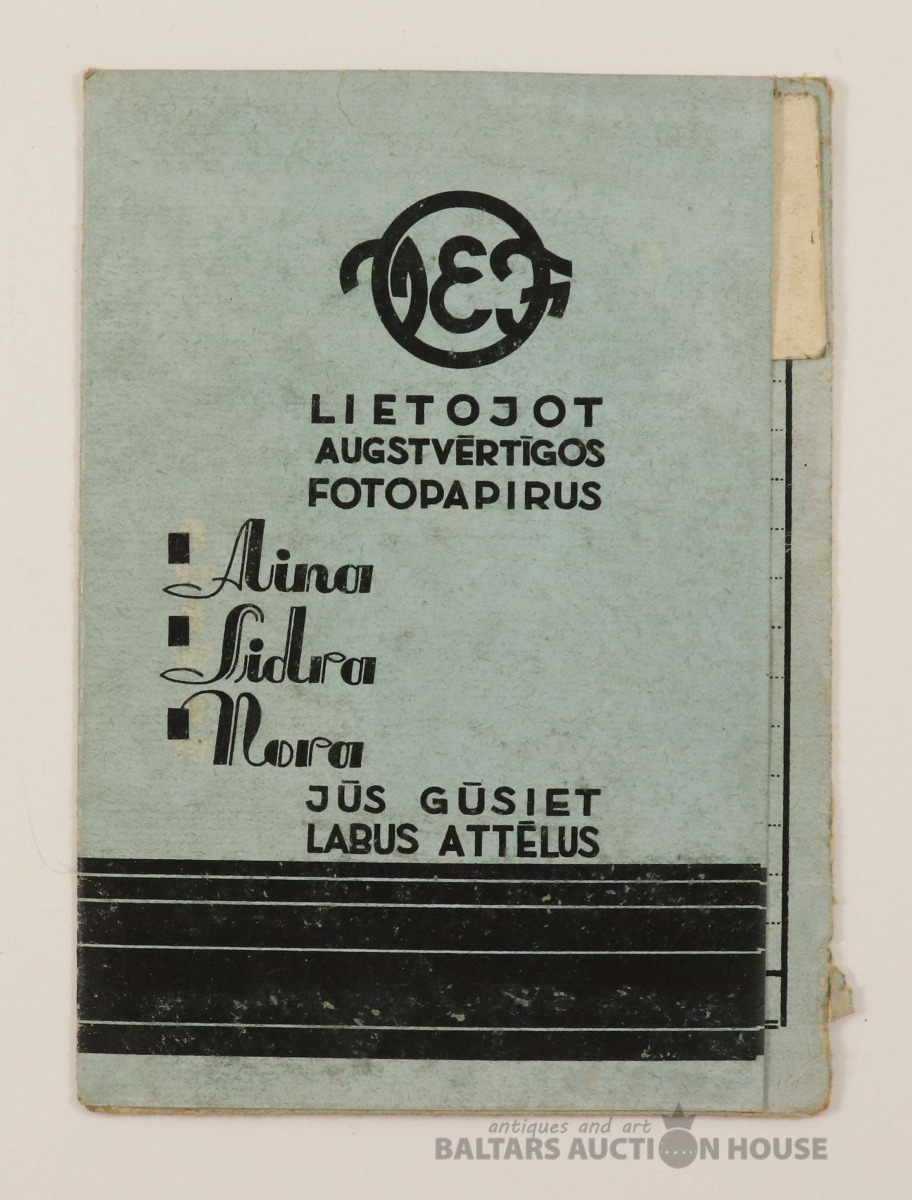 VEF
LIETOJOT
AUGSTVĒRTĪGOS
FOTOPAPIRUS
Aina
Sidra
Nora
JŪS GŪSIET
LABUS ATTĒLUS
antiques and art
BALTARS AUCTION HOUSE